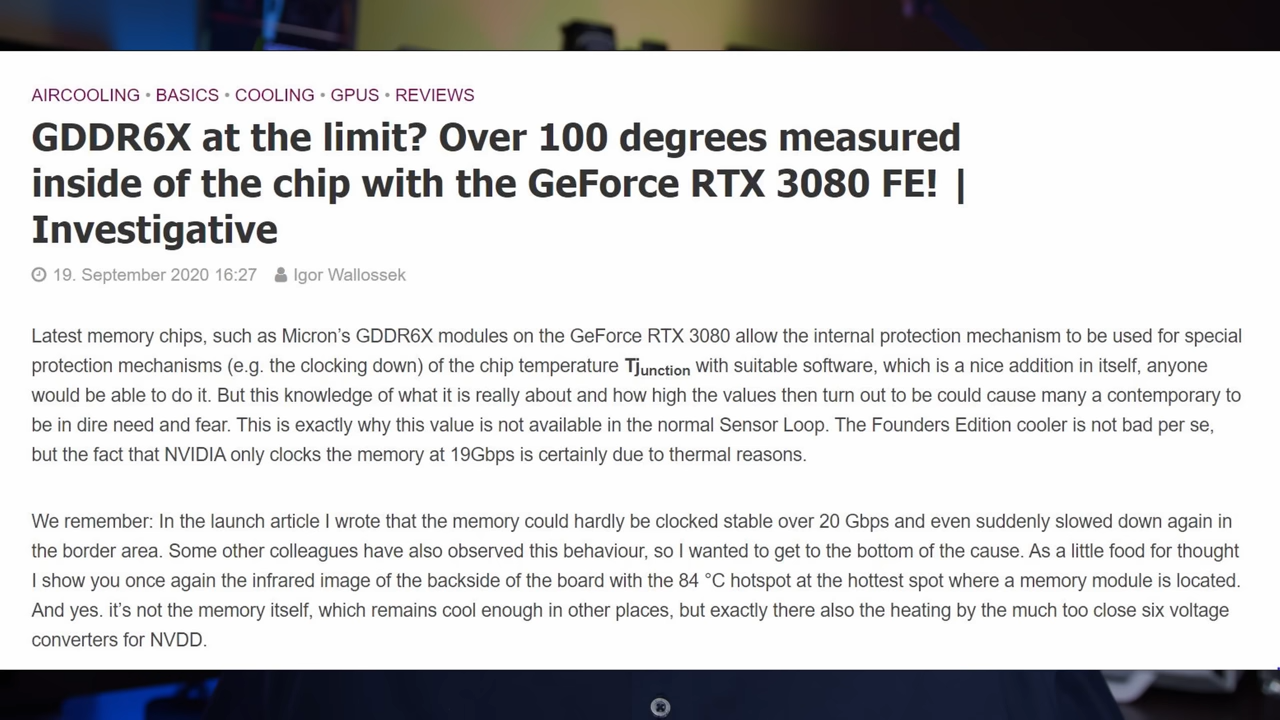 AIRCOOLING • BASICS • COOLING • GPUS • REVIEWS
GDDR6X at the limit? Over 100 degrees measured
inside of the chip with the GeForce RTX 3080 FE! |
Investigative
19. September 2020 16:27 Igor Wallossek
Latest memory chips, such as Micron's GDDR6X modules on the GeForce RTX 3080 allow the internal protection mechanism to be used for special
protection mechanisms (e.g. the clocking down) of the chip temperature Tjunction with suitable software, which is a nice addition in itself, anyone
would be able to do it. But this knowledge of what it is really about and how high the values then turn out to be could cause many a contemporary to
be in dire need and fear. This is exactly why this value is not available in the normal Sensor Loop. The Founders Edition cooler is not bad per se,
but the fact that NVIDIA only clocks the memory at 19Gbps is certainly due to thermal reasons.
We remember: In the launch article I wrote that the memory could hardly be clocked stable over 20 Gbps and even suddenly slowed down again in
the border area. Some other colleagues have also observed this behaviour, so I wanted to get to the bottom of the cause. As a little food for thought
I show you once again the infrared image of the backside of the board with the 84 °C hotspot at the hottest spot where a memory module is located.
And yes. it's not the memory itself, which remains cool enough in other places, but exactly there also the heating by the much too close six voltage
converters for NVDD.